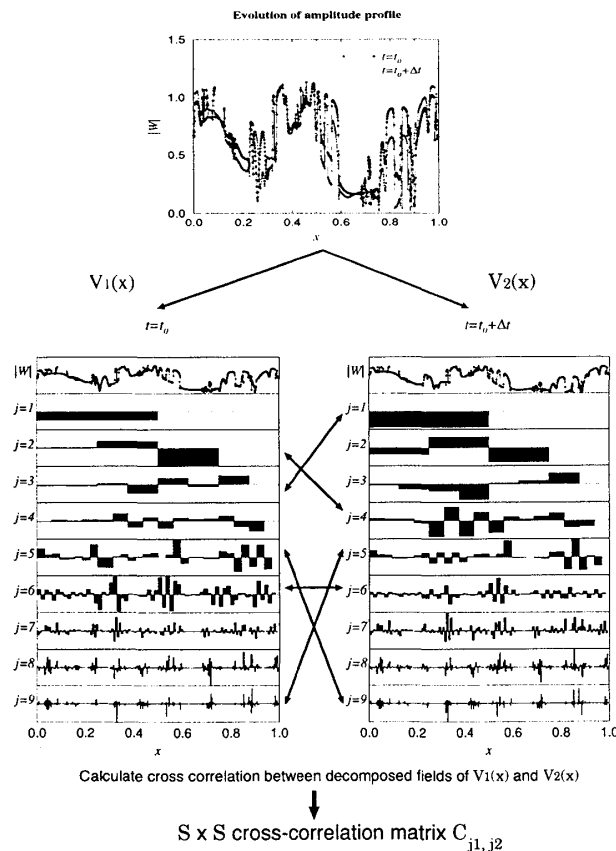 Evolution of amplitude profile
1.5
1.0
|W|
0.5
0.0
t=t₀
t=t₀+Δt
0.0 0.2 0.4 0.6 0.8 1.0
x
V₁(x) V₂(x)
t=t₀ t=t₀+Δt
|W|
j=1
j=2
j=3
j=4
j=5
j=6
j=7
j=8
j=9
0.0 0.2 0.4 0.6 0.8 1.0
x
|W|
j=1
j=2
j=3
j=4
j=5
j=6
j=7
j=8
j=9
0.0 0.2 0.4 0.6 0.8 1.0
x
Calculate cross correlation between decomposed fields of V₁(x) and V₂(x)
S x S cross-correlation matrix C_{j1, j2}